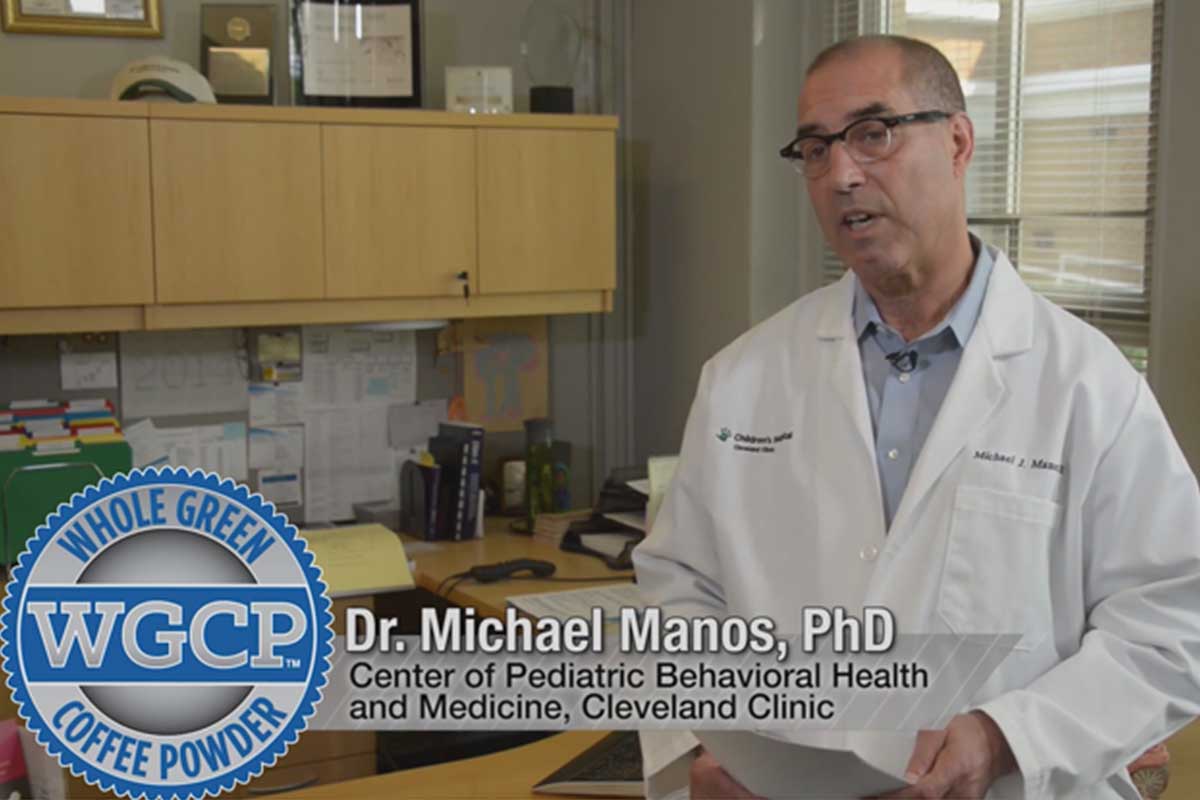 Children's Hospital
Cleveland Clinic
Michael J. Manos
WHOLE GREEN
WGCP™
COFFEE POWDER
Dr. Michael Manos, PhD
Center of Pediatric Behavioral Health
and Medicine, Cleveland Clinic